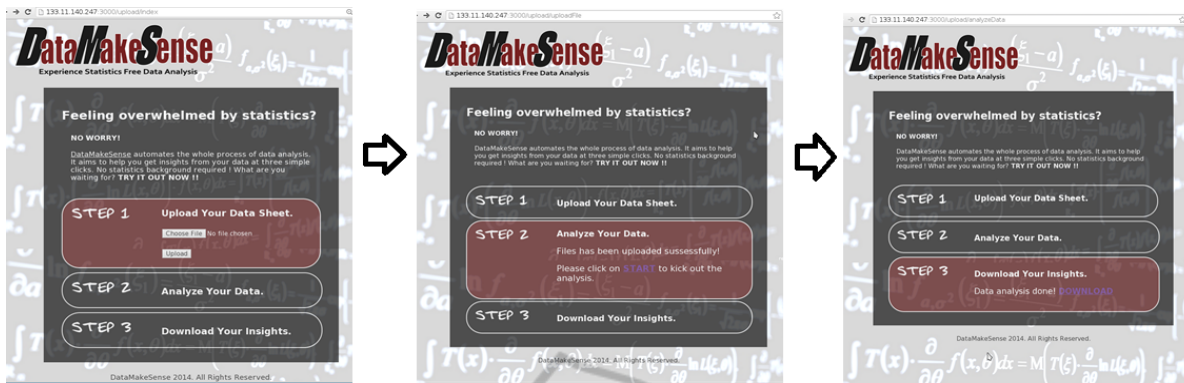 133.11.140.247:3000/upload/index
DataMakeSense
Experience Statistics Free Data Analysis
Feeling overwhelmed by statistics?
NO WORRY!
DataMakeSense automates the whole process of data analysis.
It aims to help you get insights from your data at three simple
clicks. No statistics background required ! What are you
waiting for? TRY IT OUT NOW !!
STEP 1 Upload Your Data Sheet.
Choose File No file chosen
Upload
STEP 2 Analyze Your Data.
STEP 3 Download Your Insights.
DataMakeSense 2014. All Rights Reserved.
133.11.140.247:3000/upload/uploadFile
DataMakeSense
Experience Statistics Free Data Analysis
Feeling overwhelmed by statistics?
NO WORRY!
DataMakeSense automates the whole process of data analysis. It aims to help
you get insights from your data at three simple clicks. No statistics background
required ! What are you waiting for? TRY IT OUT NOW !!
STEP 1 Upload Your Data Sheet.
STEP 2 Analyze Your Data.
Files has been uploaded sussessfully!
Please click on START to kick out the
analysis.
STEP 3 Download Your Insights.
DataMakeSense 2014. All Rights Reserved.
133.11.140.247:3000/upload/analyzeData
DataMakeSense
Experience Statistics Free Data Analysis
Feeling overwhelmed by statistics?
NO WORRY!
DataMakeSense automates the whole process of data analysis. It aims to help
you get insights from your data at three simple clicks. No statistics background
required ! What are you waiting for? TRY IT OUT NOW !!
STEP 1 Upload Your Data Sheet.
STEP 2 Analyze Your Data.
STEP 3 Download Your Insights.
Data analysis done! DOWNLOAD
DataMakeSense 2014. All Rights Reserved.